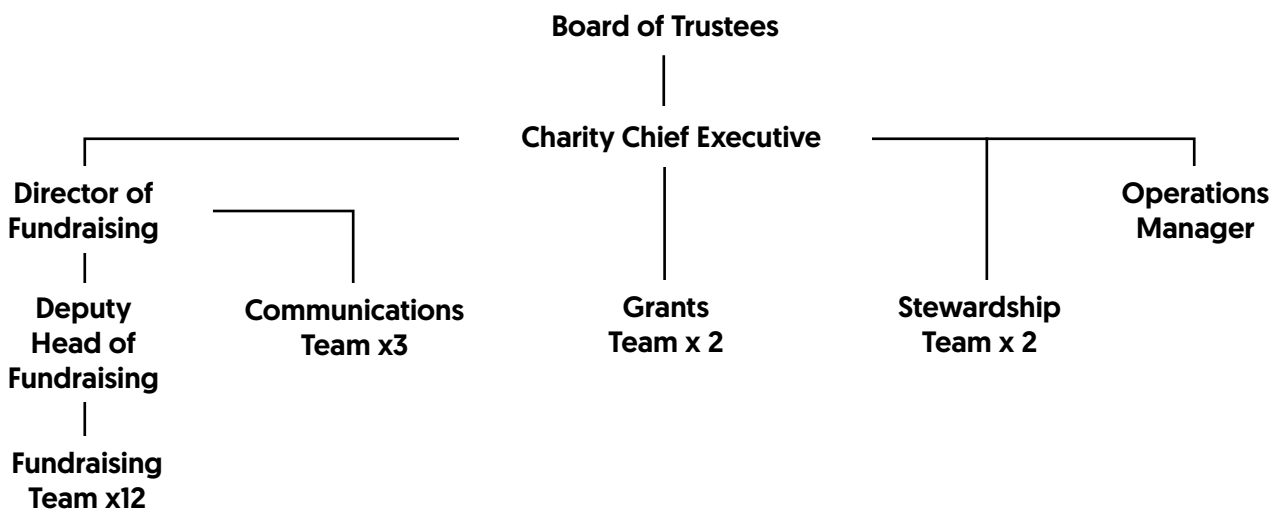 Board of Trustees
Charity Chief Executive
Director of
Fundraising
Operations
Manager
Deputy
Head of
Fundraising
Communications
Team x3
Grants
Team x 2
Stewardship
Team x 2
Fundraising
Team x12